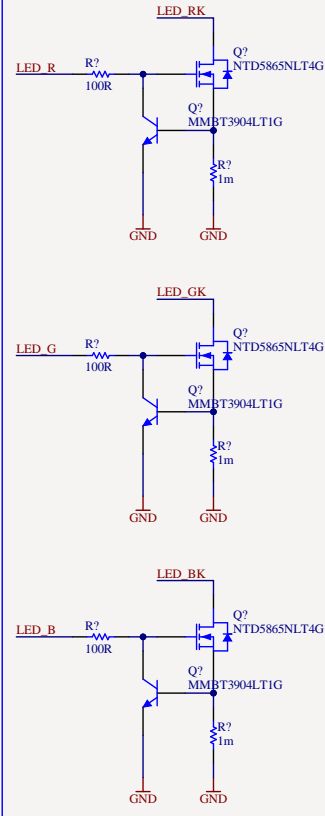 LED_RK
Q?
NTD5865NLT4G
LED_R
R?
100R
Q?
MMBT3904LT1G
R?
1m
GND
GND
LED_GK
Q?
NTD5865NLT4G
LED_G
R?
100R
Q?
MMBT3904LT1G
R?
1m
GND
GND
LED_BK
Q?
NTD5865NLT4G
LED_B
R?
100R
Q?
MMBT3904LT1G
R?
1m
GND
GND